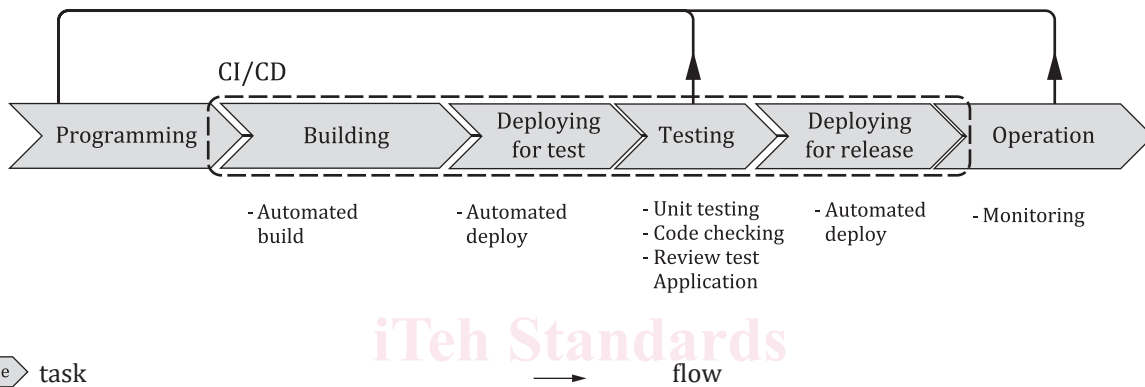 CI/CD
Programming
Building
Deploying
for test
Testing
Deploying
for release
Operation
- Automated
build
- Automated
deploy
- Unit testing
- Code checking
- Review test
Application
- Automated
deploy
- Monitoring
iTeh Standards
e task
flow